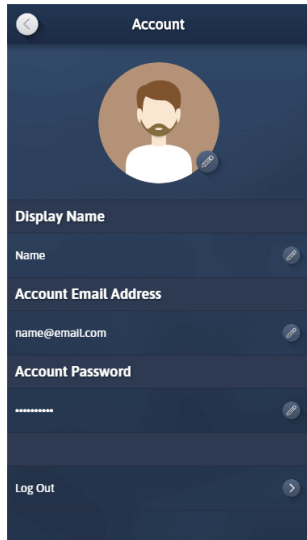 Account
Display Name
Name
Account Email Address
name@email.com
Account Password
••••••••••
Log Out